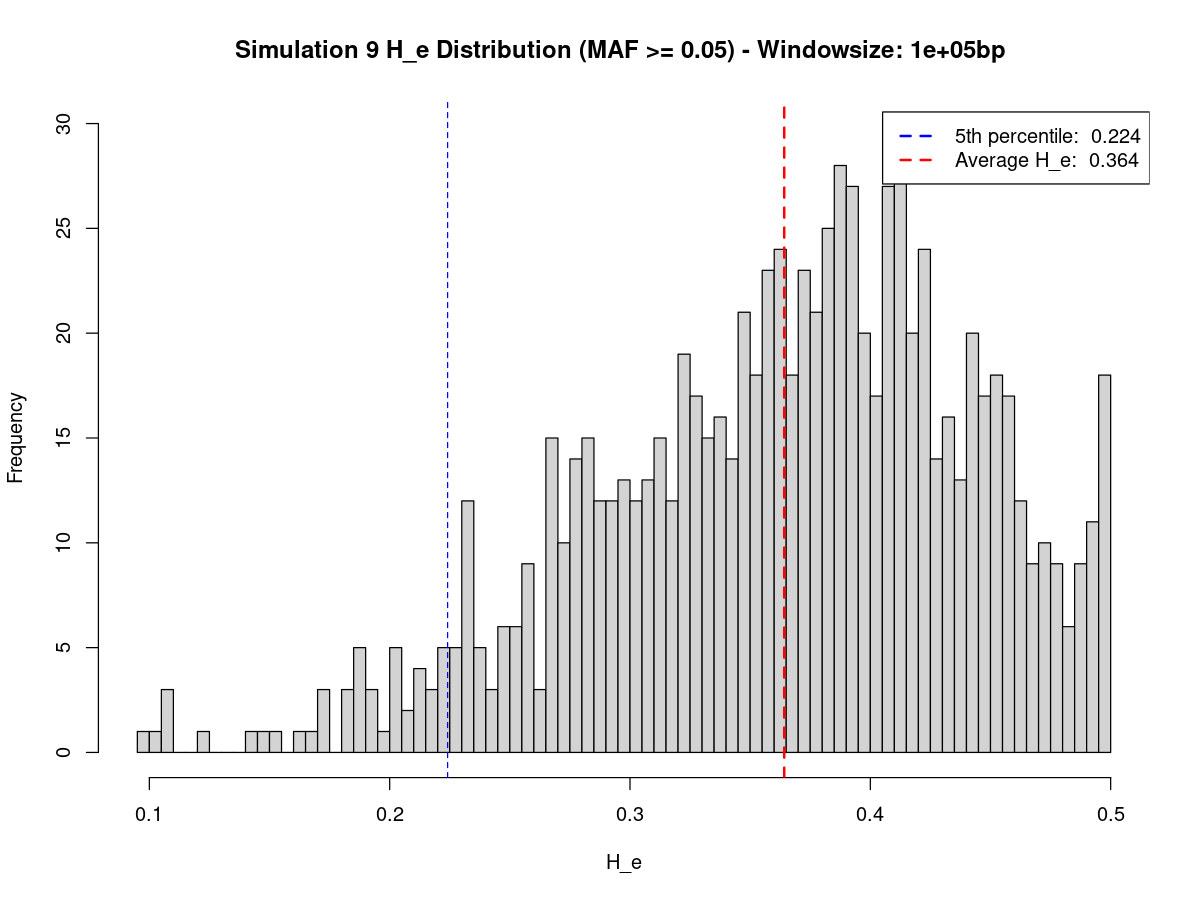 Simulation 9 H_e Distribution (MAF >= 0.05) - Windowsize: 1e+05bp
5th percentile: 0.224
Average H_e: 0.364
Frequency
30
25
20
15
10
5
0
0.1 0.2 0.3 0.4 0.5
H_e